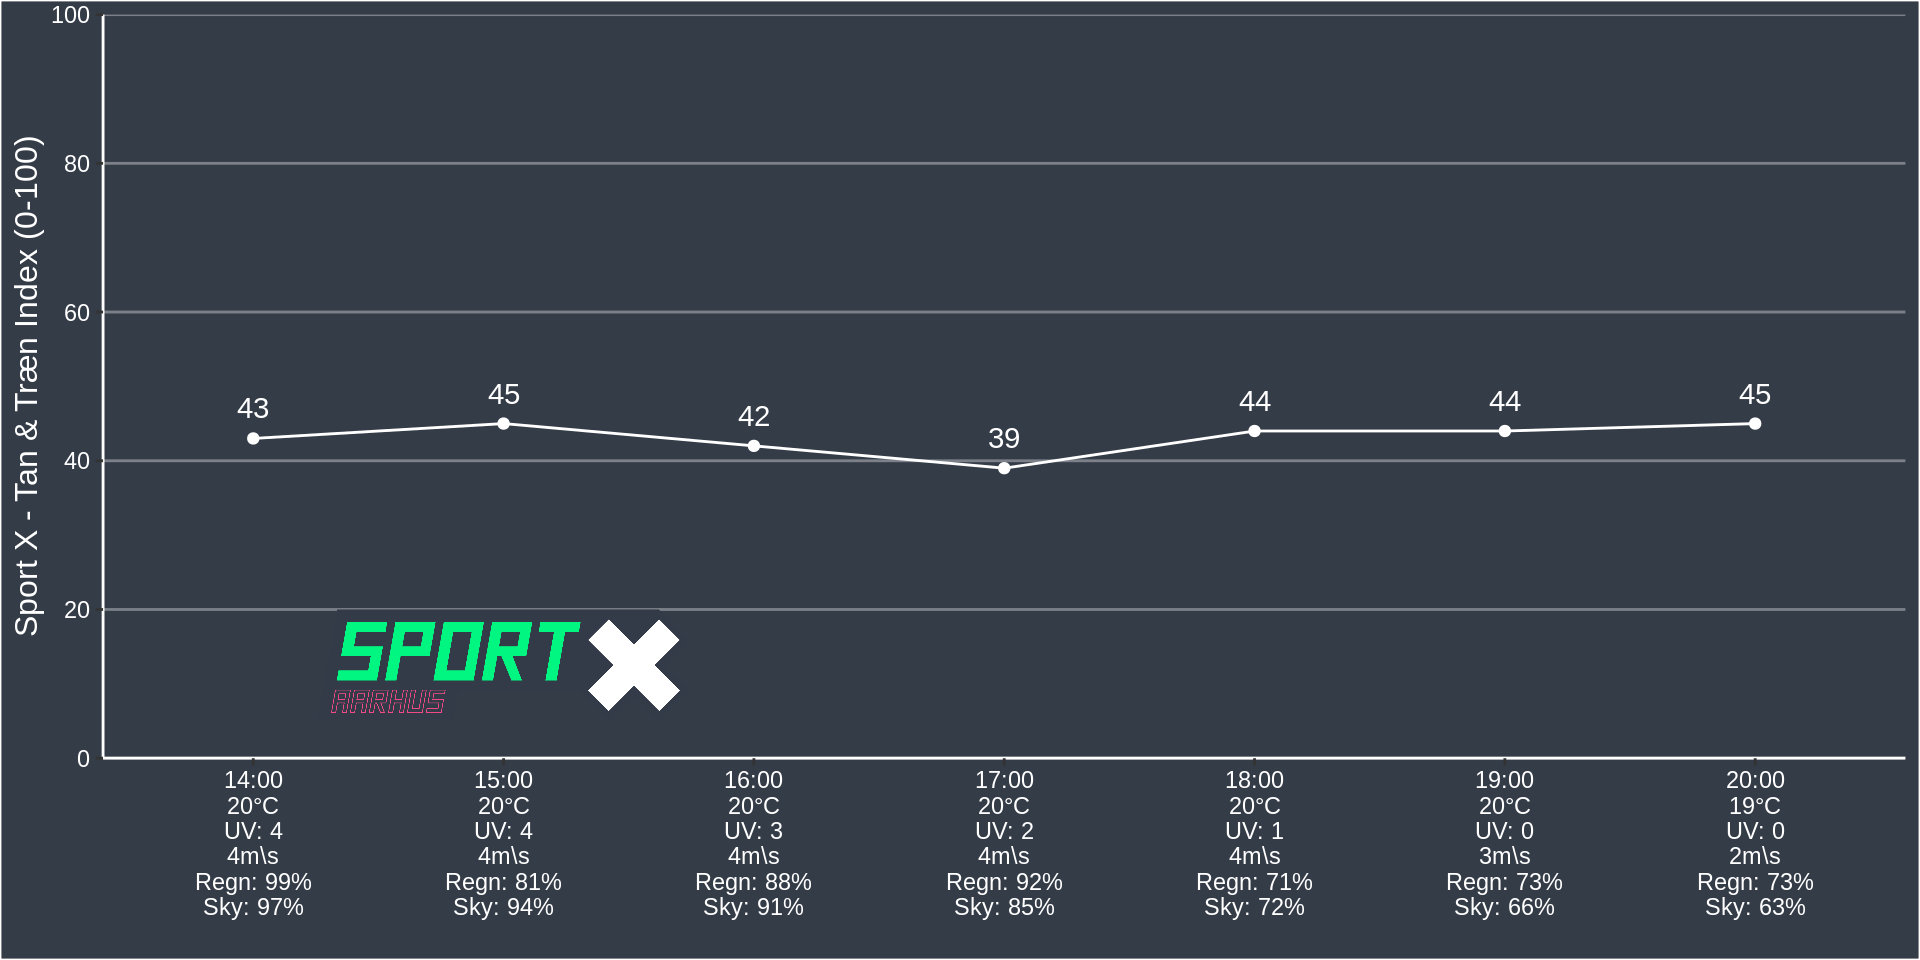 Sport X - Tan & Træn Index (0-100)
100
80
60
40
20
0
43
45
42
39
44
44
45
SPORT X
AARHUS
14:00
20°C
UV: 4
4m\s
Regn: 99%
Sky: 97%
15:00
20°C
UV: 4
4m\s
Regn: 81%
Sky: 94%
16:00
20°C
UV: 3
4m\s
Regn: 88%
Sky: 91%
17:00
20°C
UV: 2
4m\s
Regn: 92%
Sky: 85%
18:00
20°C
UV: 1
4m\s
Regn: 71%
Sky: 72%
19:00
20°C
UV: 0
3m\s
Regn: 73%
Sky: 66%
20:00
19°C
UV: 0
2m\s
Regn: 73%
Sky: 63%